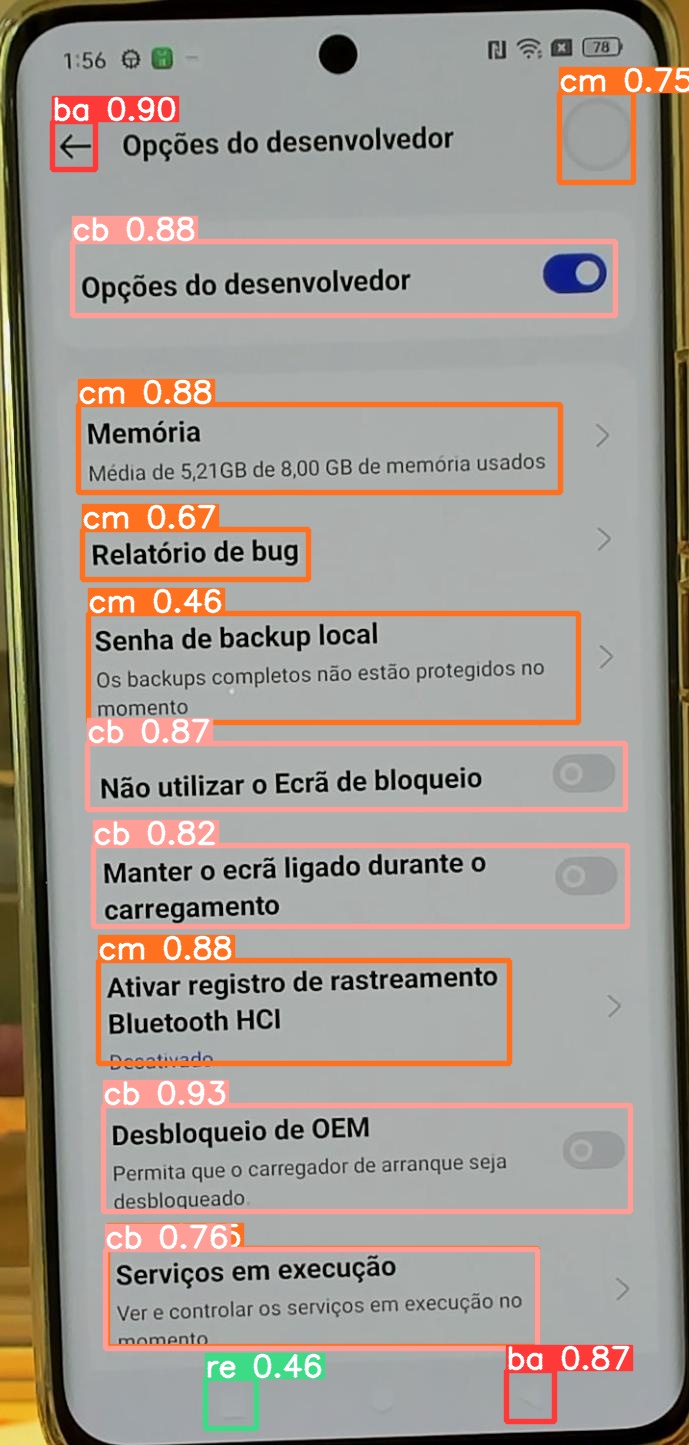 1:56
78
cm 0.75
ba 0.90
Opções do desenvolvedor
cb 0.88
Opções do desenvolvedor
cm 0.88
Memória
Média de 5,21GB de 8,00 GB de memória usados
cm 0.67
Relatório de bug
cm 0.46
Senha de backup local
Os backups completos não estão protegidos no
momento
cb 0.87
Não utilizar o Ecrã de bloqueio
cb 0.82
Manter o ecrã ligado durante o
carregamento
cm 0.88
Ativar registro de rastreamento
Bluetooth HCI
Desativado
cb 0.93
Desbloqueio de OEM
Permita que o carregador de arranque seja
desbloqueado.
cb 0.76
Serviços em execução
Ver e controlar os serviços em execução no
momento
re 0.46
ba 0.87